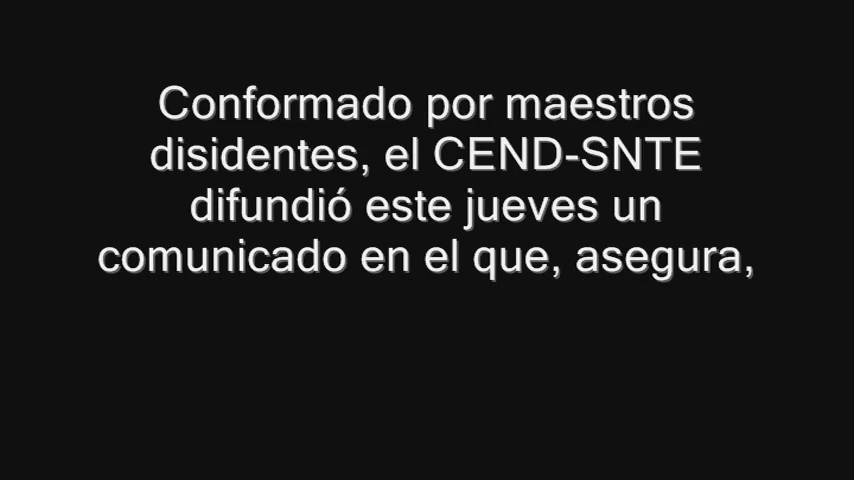 Conformado por maestros
disidentes, el CEND-SNTE
difundió este jueves un
comunicado en el que, asegura,